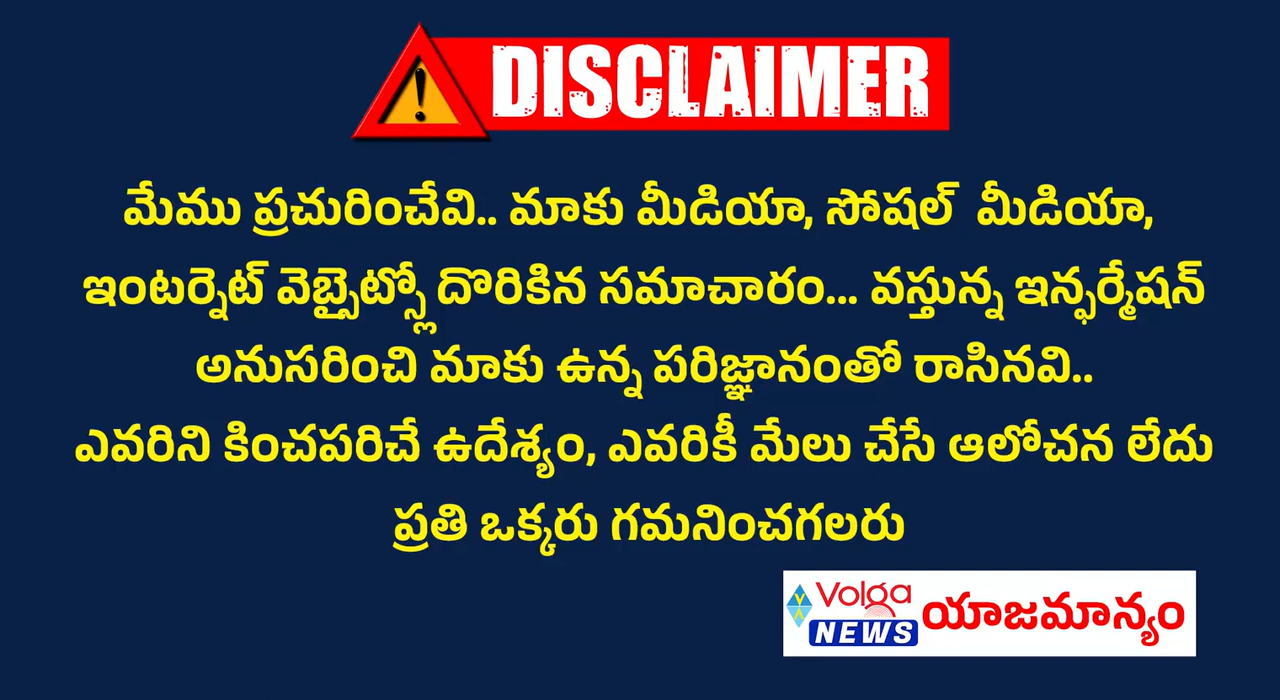 DISCLAIMER
మేము ప్రచురించేవి.. మాకు మీడియా, సోషల్ మీడియా,
ఇంటర్నెట్ వెబ్సైట్స్లో దొరికిన సమాచారం... వస్తున్న ఇన్ఫర్మేషన్
అనుసరించి మాకు ఉన్న పరిజ్ఞానంతో రాసినవి..
ఎవరిని కించపరిచే ఉదేశ్యం, ఎవరికీ మేలు చేసే ఆలోచన లేదు
ప్రతి ఒక్కరు గమనించగలరు
Volga NEWS యాజమాన్యం